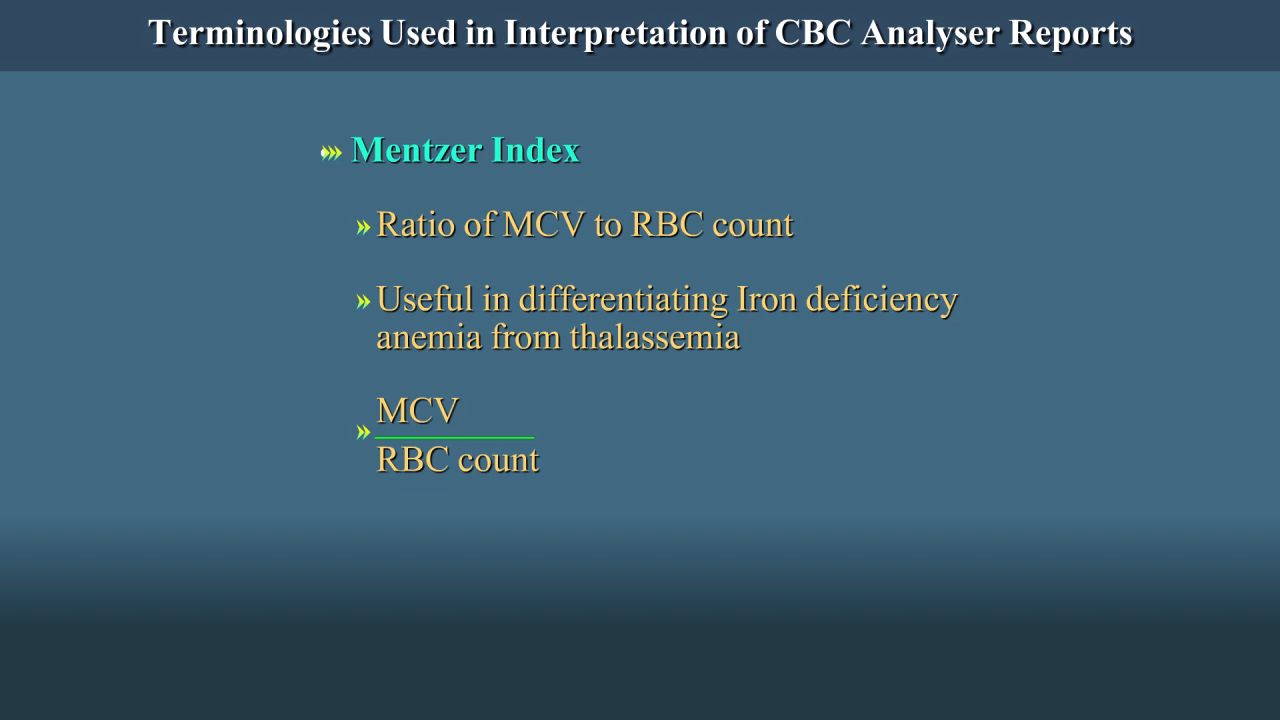 Terminologies Used in Interpretation of CBC Analyser Reports
Mentzer Index
Ratio of MCV to RBC count
Useful in differentiating Iron deficiency
anemia from thalassemia
MCV
RBC count